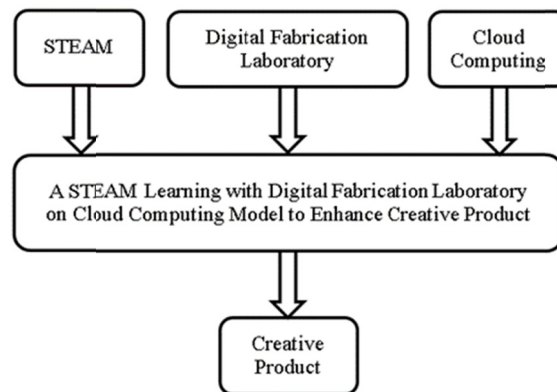 STEAM
Digital Fabrication
Laboratory
Cloud
Computing
A STEAM Learning with Digital Fabrication Laboratory
on Cloud Computing Model to Enhance Creative Product
Creative
Product